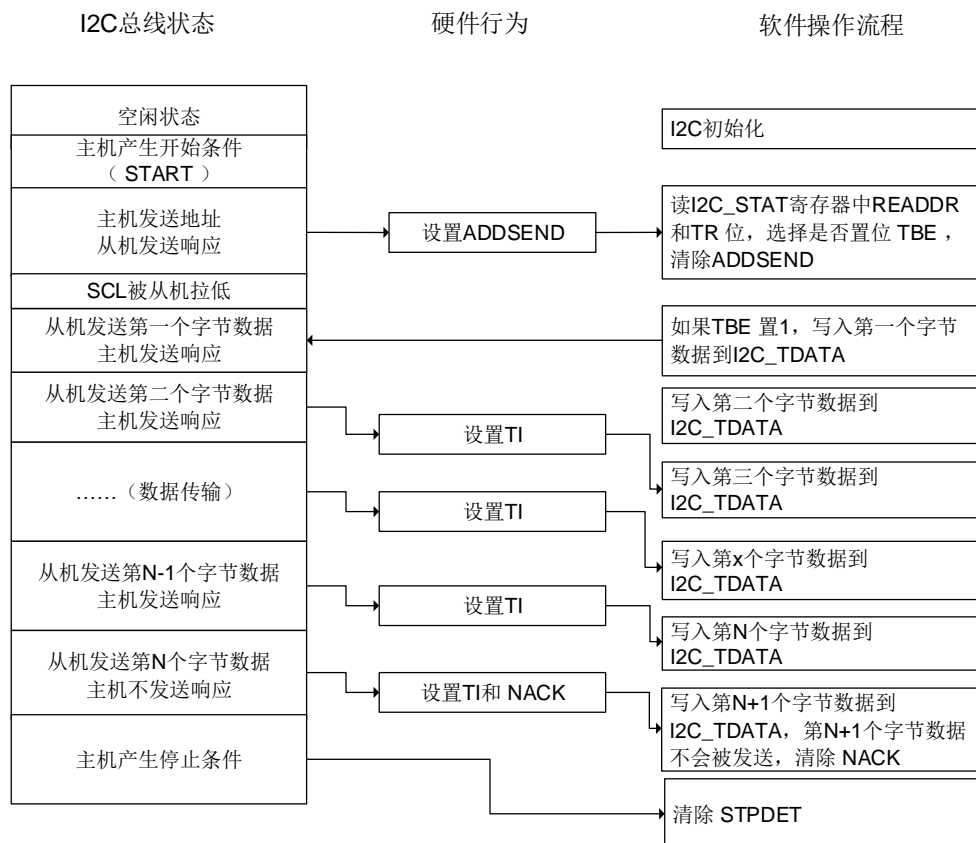 I2C总线状态
硬件行为
软件操作流程
空闲状态
I2C初始化
主机产生开始条件
（ START ）
主机发送地址
从机发送响应
设置ADDSEND
读I2C_STAT寄存器中READDR
和TR 位，选择是否置位 TBE ，
清除ADDSEND
SCL被从机拉低
从机发送第一个字节数据
主机发送响应
如果TBE 置1，写入第一个字节
数据到I2C_TDATA
从机发送第二个字节数据
主机发送响应
设置TI
写入第二个字节数据到
I2C_TDATA
写入第三个字节数据到
I2C_TDATA
……（数据传输）
设置TI
写入第x个字节数据到
I2C_TDATA
从机发送第N-1个字节数据
主机发送响应
设置TI
写入第N个字节数据到
I2C_TDATA
从机发送第N个字节数据
主机不发送响应
设置TI和 NACK
写入第N+1个字节数据到
I2C_TDATA，第N+1个字节数据
不会被发送，清除 NACK
主机产生停止条件
清除 STPDET